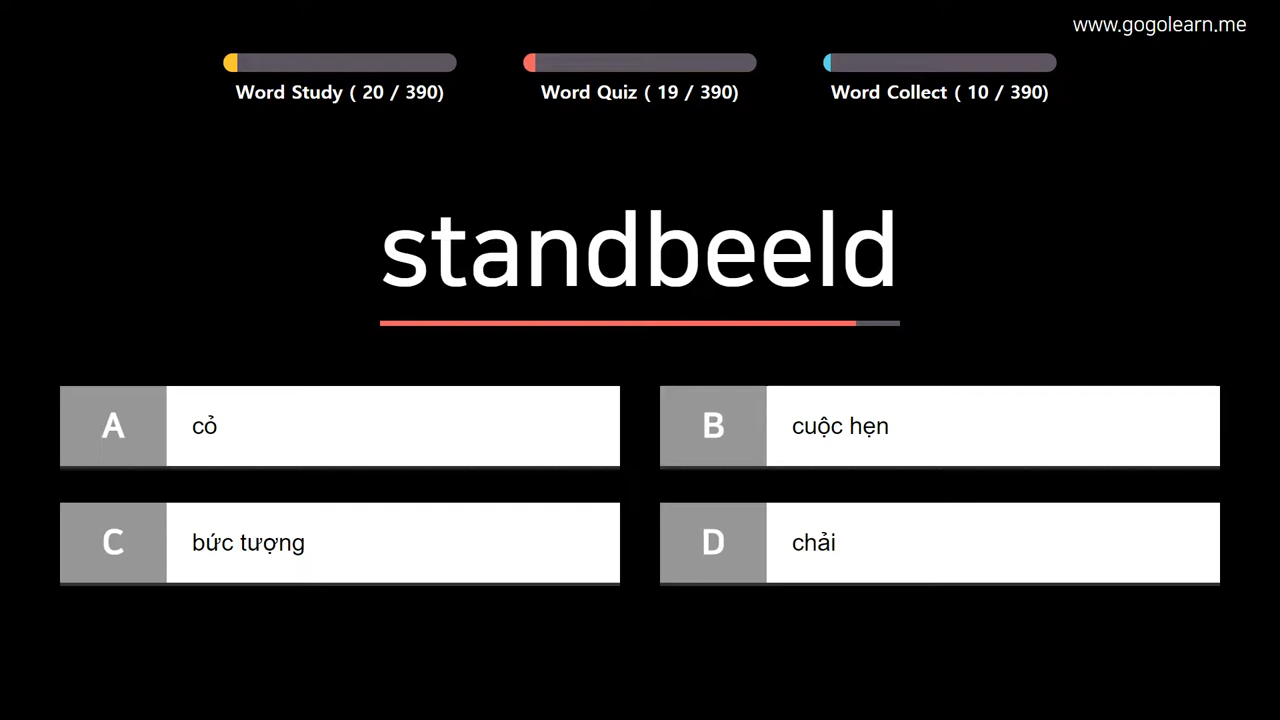 www.gogolearn.me
Word Study ( 20 / 390)
Word Quiz ( 19 / 390)
Word Collect ( 10 / 390)
standbeeld
A cỏ
B cuộc hẹn
C bức tượng
D chải